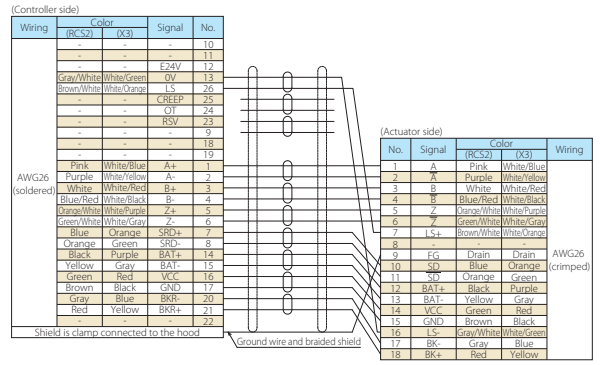 (Controller side)
Wiring Color Signal No.
(RCS2) (X3)
- - - 10
- - - 11
- - E24V 12
Gray/White White/Green 0V 13
Brown/White White/Orange LS 26
- - CREEP 25
- - OT 24
- - RSV 23
- - - 9
- - - 18
- - - 19
Pink White/Blue A+ 1
AWG26 (soldered)
Purple White/Yellow A- 2
White White/Red B+ 3
Blue/Red White/Black B- 4
Orange/White White/Purple Z+ 5
Green/White White/Gray Z- 6
Blue Orange SRD+ 7
Orange Green SRD- 8
Black Purple BAT+ 14
Yellow Gray BAT- 15
Green Red VCC 16
Brown Black GND 17
Gray Blue BKR- 20
Red Yellow BKR+ 21
- - - 22
Shield is clamp connected to the hood
Ground wire and braided shield
(Actuator side)
No. Signal Color Wiring
(RCS2) (X3)
1 A Pink White/Blue
2 A̅ Purple White/Yellow
3 B White White/Red
4 B̅ Blue/Red White/Black
5 Z Orange/White White/Purple
6 Z̅ Green/White White/Gray
7 LS+ Brown/White White/Orange
8 - - -
9 FG Drain Drain
AWG26 (crimped)
10 SD Blue Orange
11 S̅D̅ Orange Green
12 BAT+ Black Purple
13 BAT- Yellow Gray
14 VCC Green Red
15 GND Brown Black
16 LS- Gray/White White/Green
17 BK- Gray Blue
18 BK+ Red Yellow